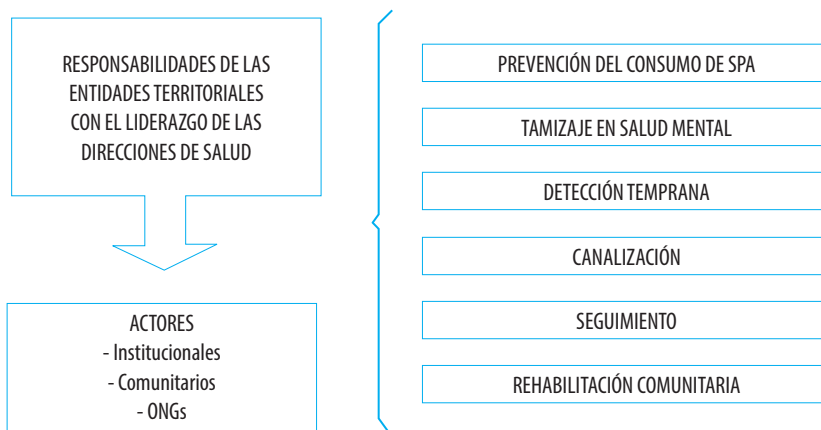 RESPONSABILIDADES DE LAS
ENTIDADES TERRITORIALES
CON EL LIDERAZGO DE LAS
DIRECCIONES DE SALUD
ACTORES
- Institucionales
- Comunitarios
- ONGs
PREVENCIÓN DEL CONSUMO DE SPA
TAMIZAJE EN SALUD MENTAL
DETECCIÓN TEMPRANA
CANALIZACIÓN
SEGUIMIENTO
REHABILITACIÓN COMUNITARIA